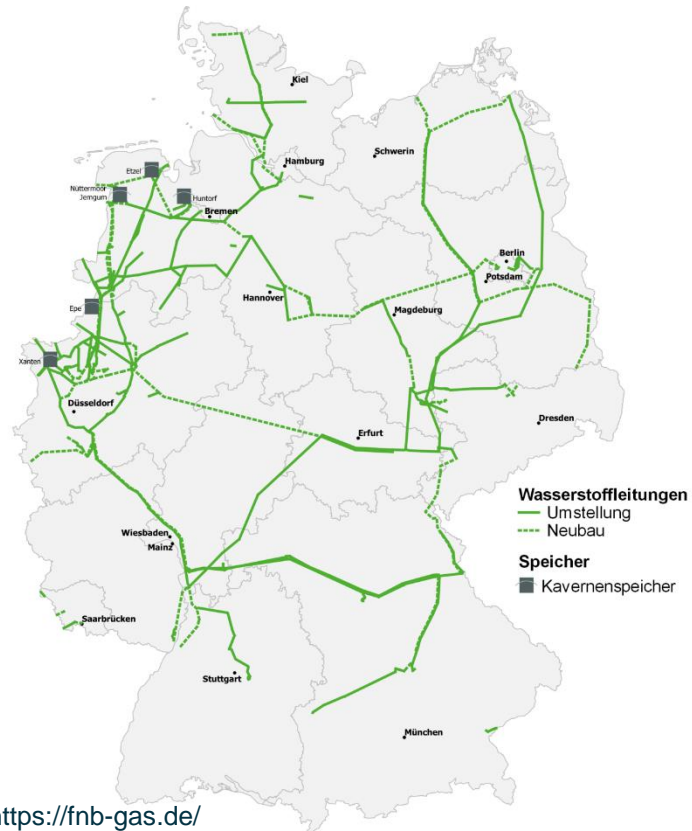 Kiel
Schwerin
Hamburg
Etzel
Nüttermoor
Jemgum
Huntorf
Bremen
Berlin
Potsdam
Hannover
Magdeburg
Epe
Xanten
Düsseldorf
Erfurt
Dresden
Wasserstoffleitungen
Umstellung
Neubau
Speicher
Kavernenspeicher
Wiesbaden
Mainz
Saarbrücken
Stuttgart
München
https://fnb-gas.de/